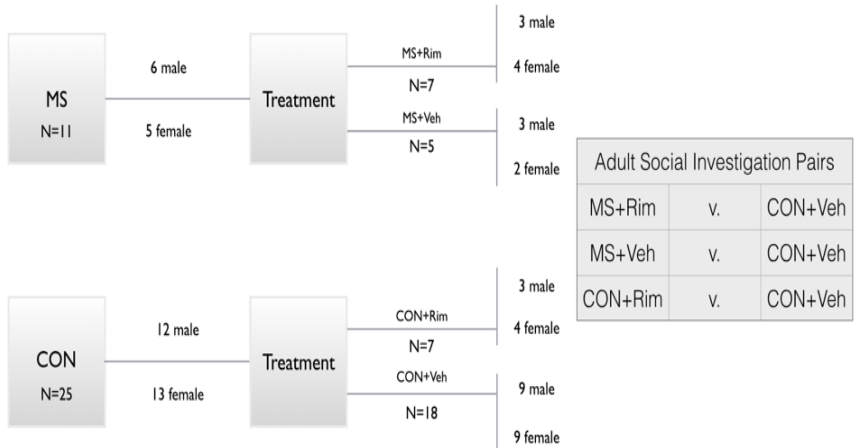 MS
N=11
6 male
5 female
Treatment
MS+Rim
N=7
3 male
4 female
MS+Veh
N=5
3 male
2 female
CON
N=25
12 male
13 female
Treatment
CON+Rim
N=7
3 male
4 female
CON+Veh
N=18
9 male
9 female
Adult Social Investigation Pairs
MS+Rim v. CON+Veh
MS+Veh v. CON+Veh
CON+Rim v. CON+Veh